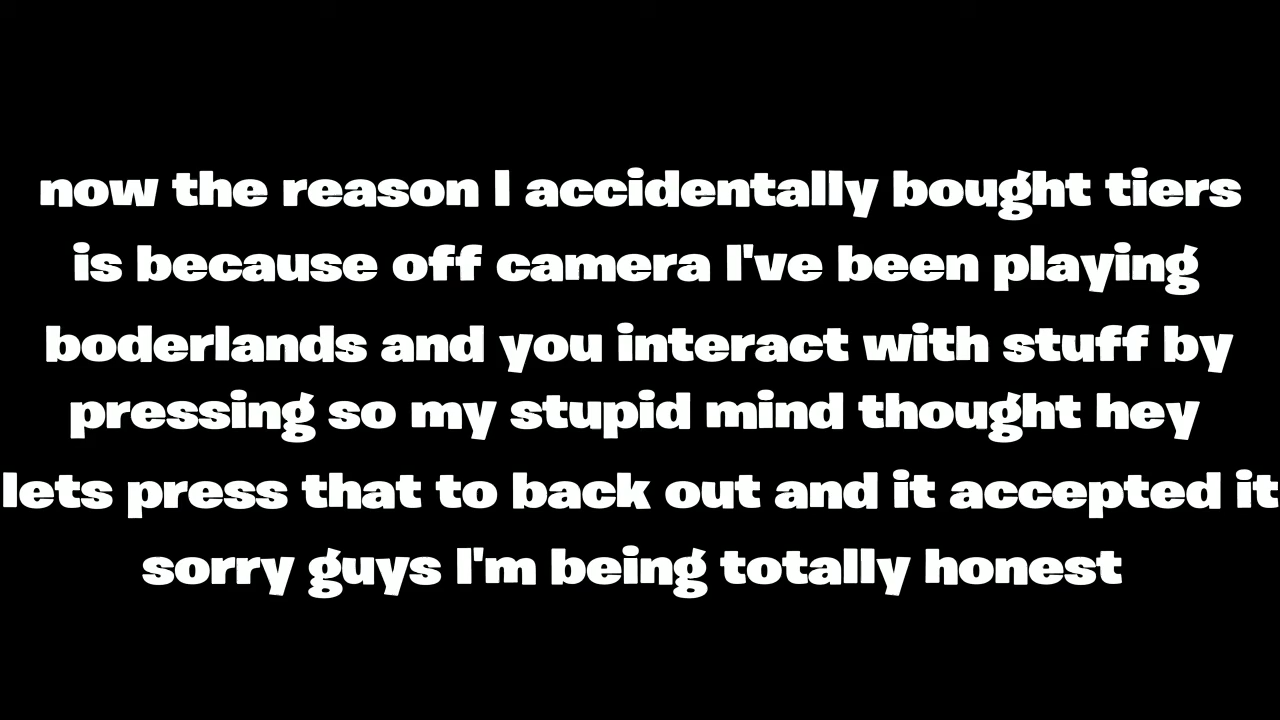 now the reason I accidentally bought tiers
is because off camera I've been playing
boderlands and you interact with stuff by
pressing so my stupid mind thought hey
lets press that to back out and it accepted it
sorry guys I'm being totally honest